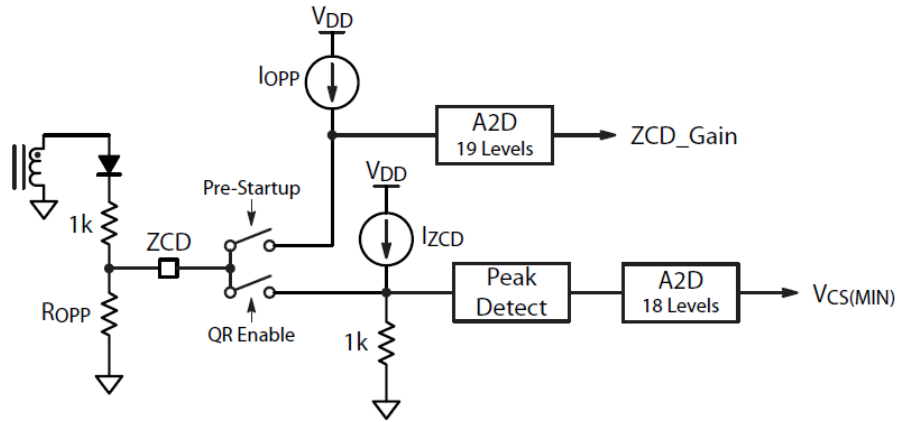 VDD
IOPP
A2D
19 Levels
ZCD_Gain
Pre-Startup
VDD
1k
ZCD
IZCD
Peak
Detect
A2D
18 Levels
VCS(MIN)
ROPP
QR Enable
1k